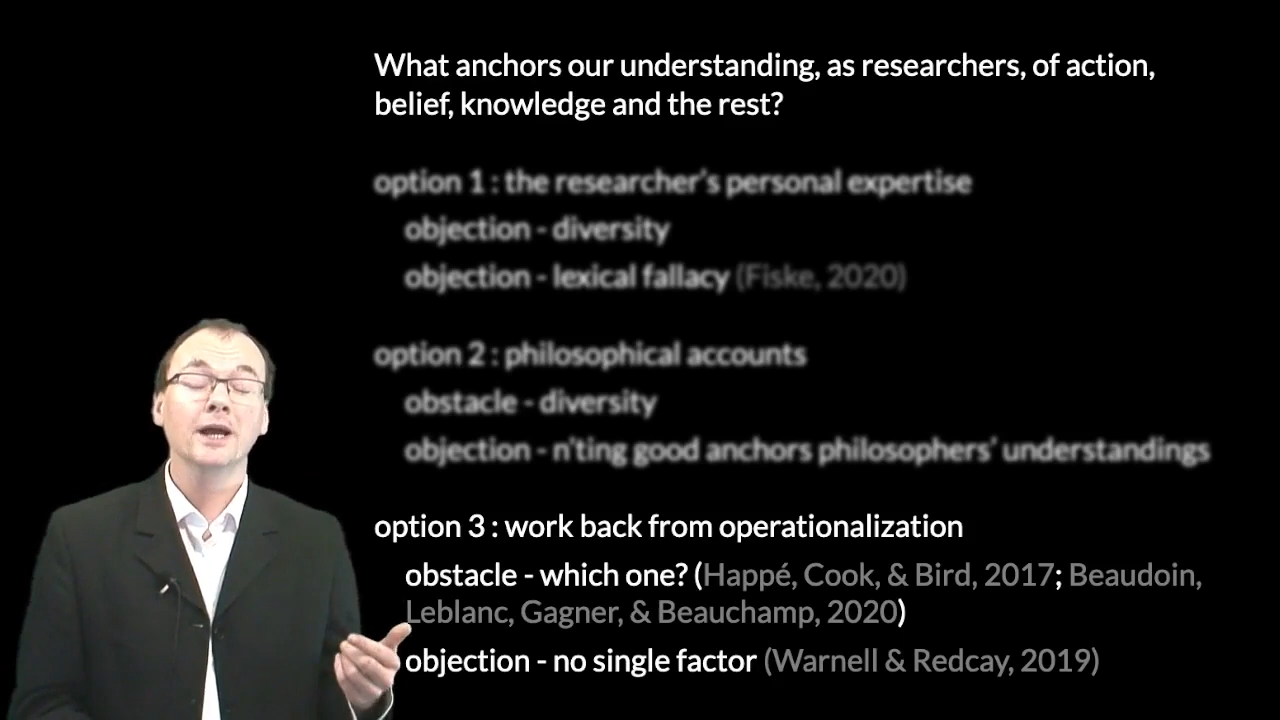 What anchors our understanding, as researchers, of action,
belief, knowledge and the rest?
option 1 : the researcher's personal expertise
objection - diversity
objection - lexical fallacy (Fiske, 2020)
option 2 : philosophical accounts
obstacle - diversity
objection - n'ting good anchors philosophers' understandings
option 3 : work back from operationalization
obstacle - which one? (Happé, Cook, & Bird, 2017; Beaudoin,
Leblanc, Gagner, & Beauchamp, 2020)
objection - no single factor (Warnell & Redcay, 2019)